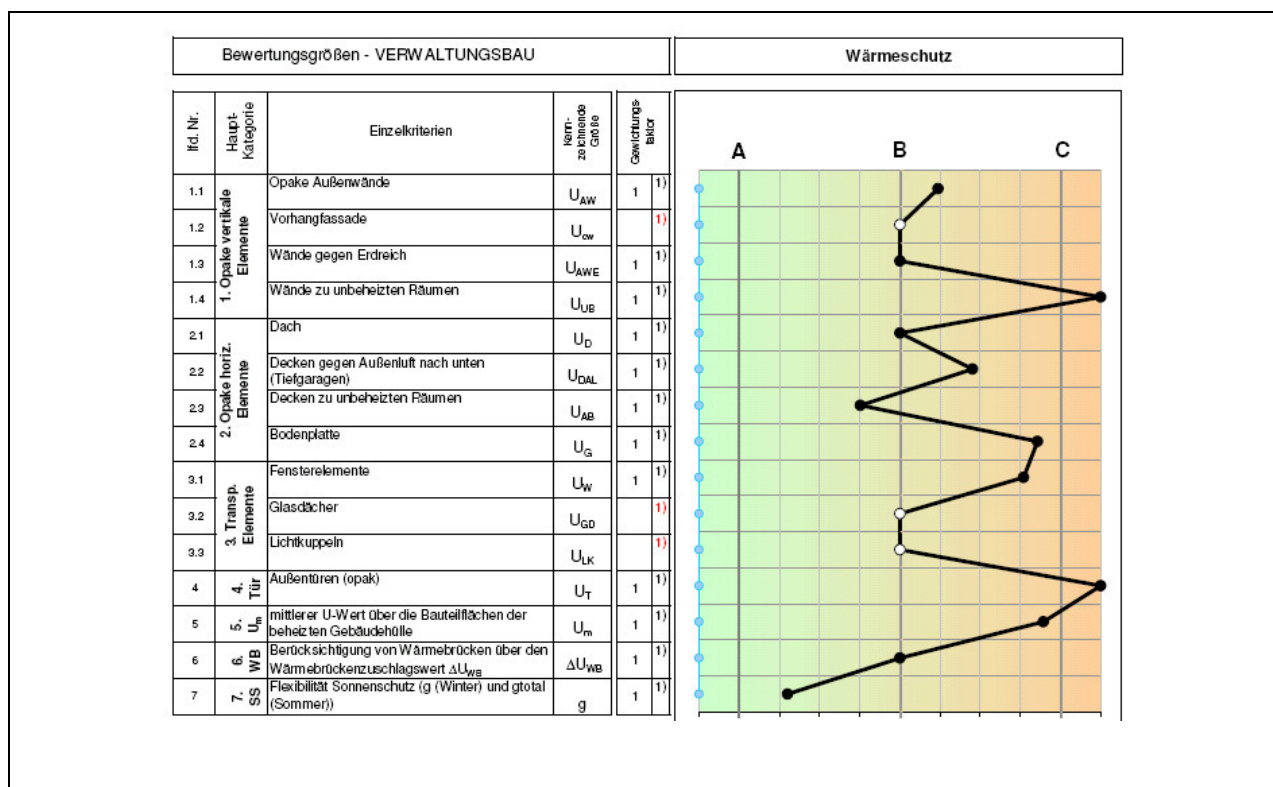 Bewertungsgrößen - VERWALTUNGSBAU
Wärmeschutz
lfd. Nr.
Haupt-
Kategorie
Einzelkriterien
Kenn-
zeichnende
Größe
Gewichtungs-
faktor
A
B
C
1. Opake vertikale
Elemente
1.1
Opake Außenwände
U_AW
1
1)
1.2
Vorhangfassade
U_cw
1)
1.3
Wände gegen Erdreich
U_AWE
1
1)
1.4
Wände zu unbeheizten Räumen
U_UB
1
1)
2. Opake horiz.
Elemente
2.1
Dach
U_D
1
1)
2.2
Decken gegen Außenluft nach unten
(Tiefgaragen)
U_DAL
1
1)
2.3
Decken zu unbeheizten Räumen
U_AB
1
1)
2.4
Bodenplatte
U_G
1
1)
3. Transp.
Elemente
3.1
Fensterelemente
U_W
1
1)
3.2
Glasdächer
U_GD
1)
3.3
Lichtkuppeln
U_LK
1)
4
4.
Tür
Außentüren (opak)
U_T
1
1)
5
5.
U_m
mittlerer U-Wert über die Bauteilflächen der
beheizten Gebäudehülle
U_m
1
1)
6
6.
WB
Berücksichtigung von Wärmebrücken über den
Wärmebrückenzuschlagswert ΔU_WB
ΔU_WB
1
1)
7
7.
SS
Flexibilität Sonnenschutz (g (Winter) und gtotal
(Sommer))
g
1
1)